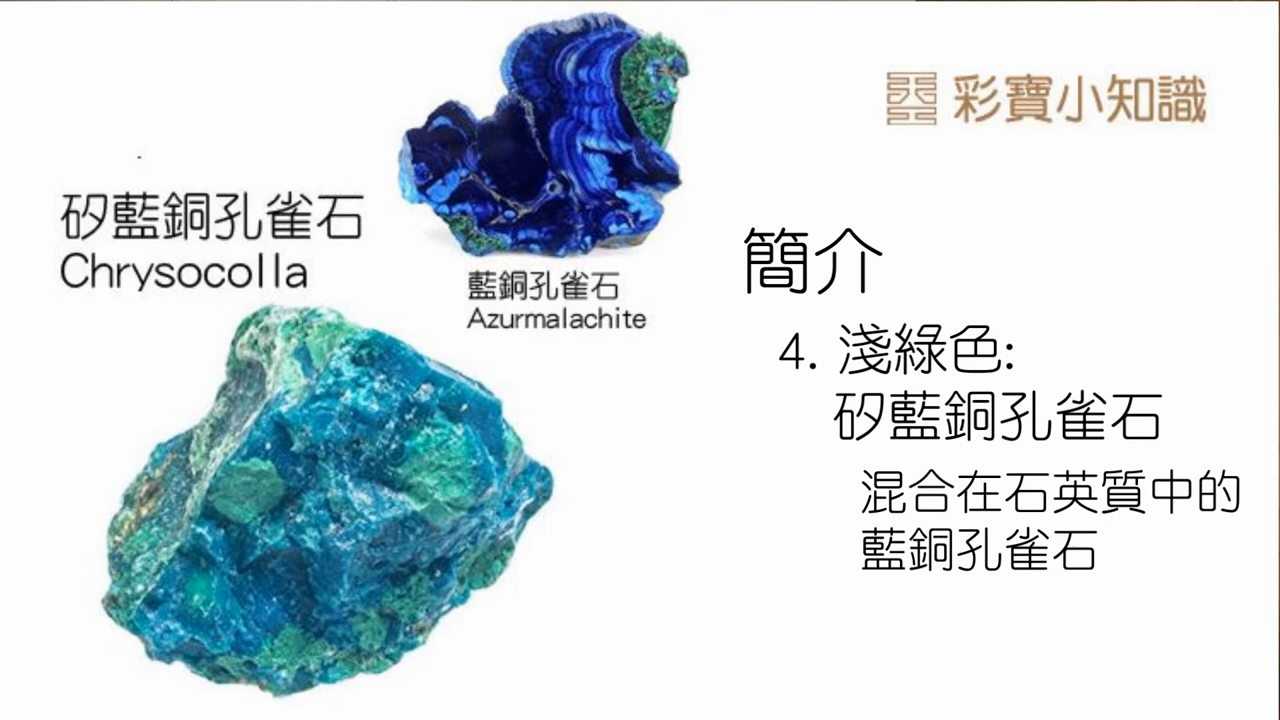 彩寶小知識
矽藍銅孔雀石
Chrysocolla
藍銅孔雀石
Azurmalachite
簡介
4. 淺綠色:
矽藍銅孔雀石
混合在石英質中的
藍銅孔雀石